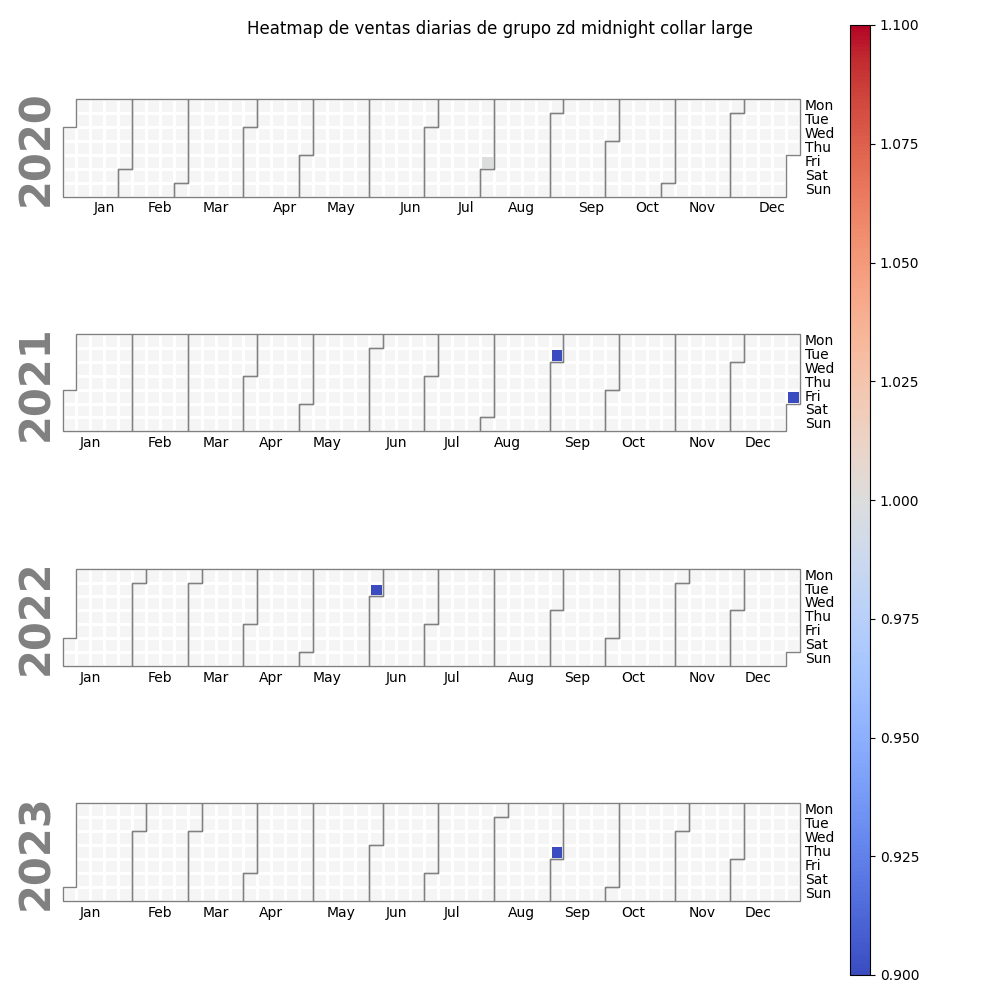 Heatmap de ventas diarias de grupo zd midnight collar large
2020
Mon
Tue
Wed
Thu
Fri
Sat
Sun
Jan Feb Mar Apr May Jun Jul Aug Sep Oct Nov Dec
2021
Mon
Tue
Wed
Thu
Fri
Sat
Sun
Jan Feb Mar Apr May Jun Jul Aug Sep Oct Nov Dec
2022
Mon
Tue
Wed
Thu
Fri
Sat
Sun
Jan Feb Mar Apr May Jun Jul Aug Sep Oct Nov Dec
2023
Mon
Tue
Wed
Thu
Fri
Sat
Sun
Jan Feb Mar Apr May Jun Jul Aug Sep Oct Nov Dec
1.100
1.075
1.050
1.025
1.000
0.975
0.950
0.925
0.900